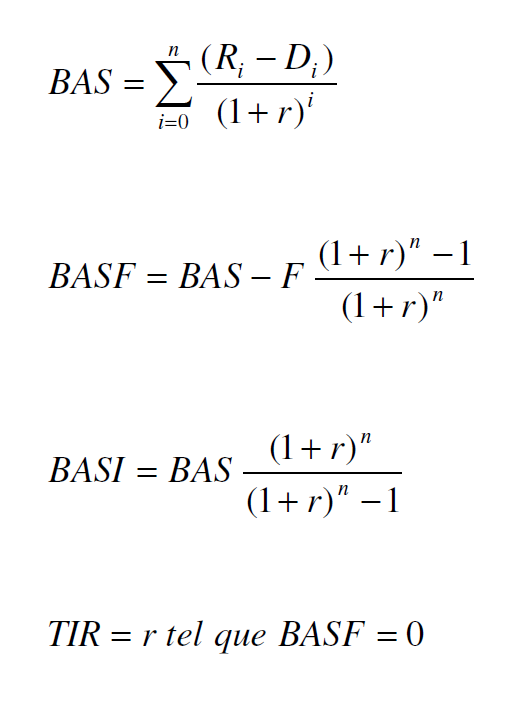 BAS = \sum_{i=0}^{n} \frac{(R_i - D_i)}{(1+r)^i}
BASF = BAS - F \frac{(1+r)^n - 1}{(1+r)^n}
BASI = BAS \frac{(1+r)^n}{(1+r)^n - 1}
TIR = r tel que BASF = 0